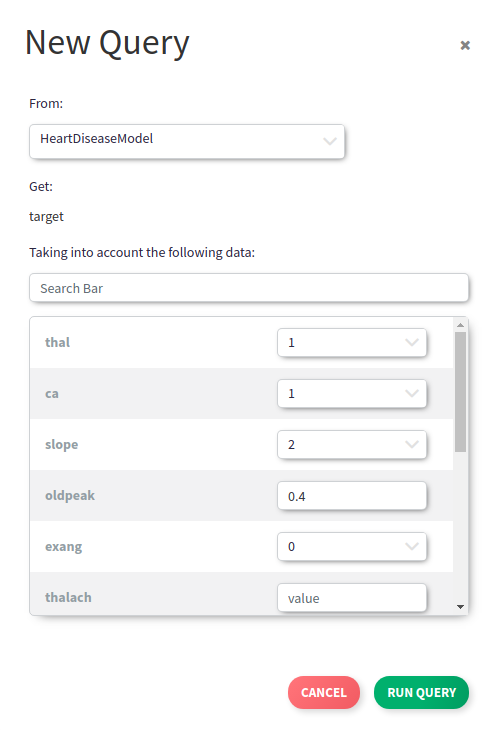 New Query
×
From:
HeartDiseaseModel
Get:
target
Taking into account the following data:
Search Bar
thal 1
ca 1
slope 2
oldpeak 0.4
exang 0
thalach value
CANCEL RUN QUERY